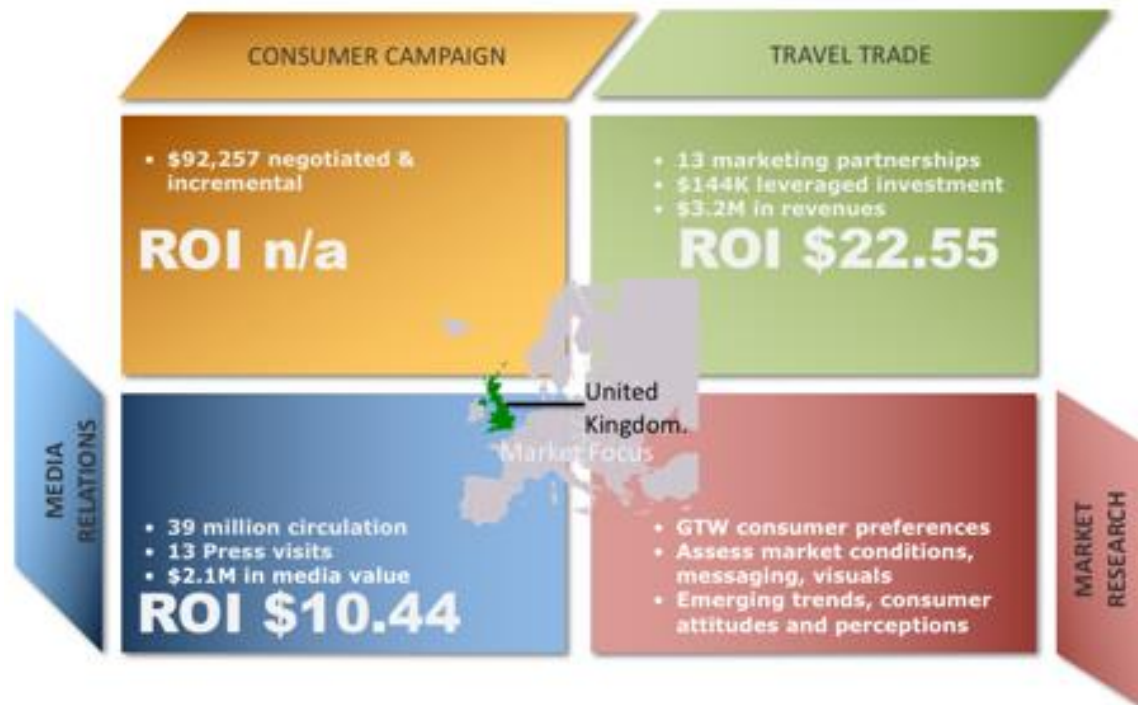 CONSUMER CAMPAIGN
TRAVEL TRADE
• $92,257 negotiated &
incremental
ROI n/a
• 13 marketing partnerships
• $144K leveraged investment
• $3.2M in revenues
ROI $22.55
United
Kingdom.
Market Focus
MEDIA
RELATIONS
• 39 million circulation
• 13 Press visits
• $2.1M in media value
ROI $10.44
• GTW consumer preferences
• Assess market conditions,
messaging, visuals
• Emerging trends, consumer
attitudes and perceptions
MARKET
RESEARCH